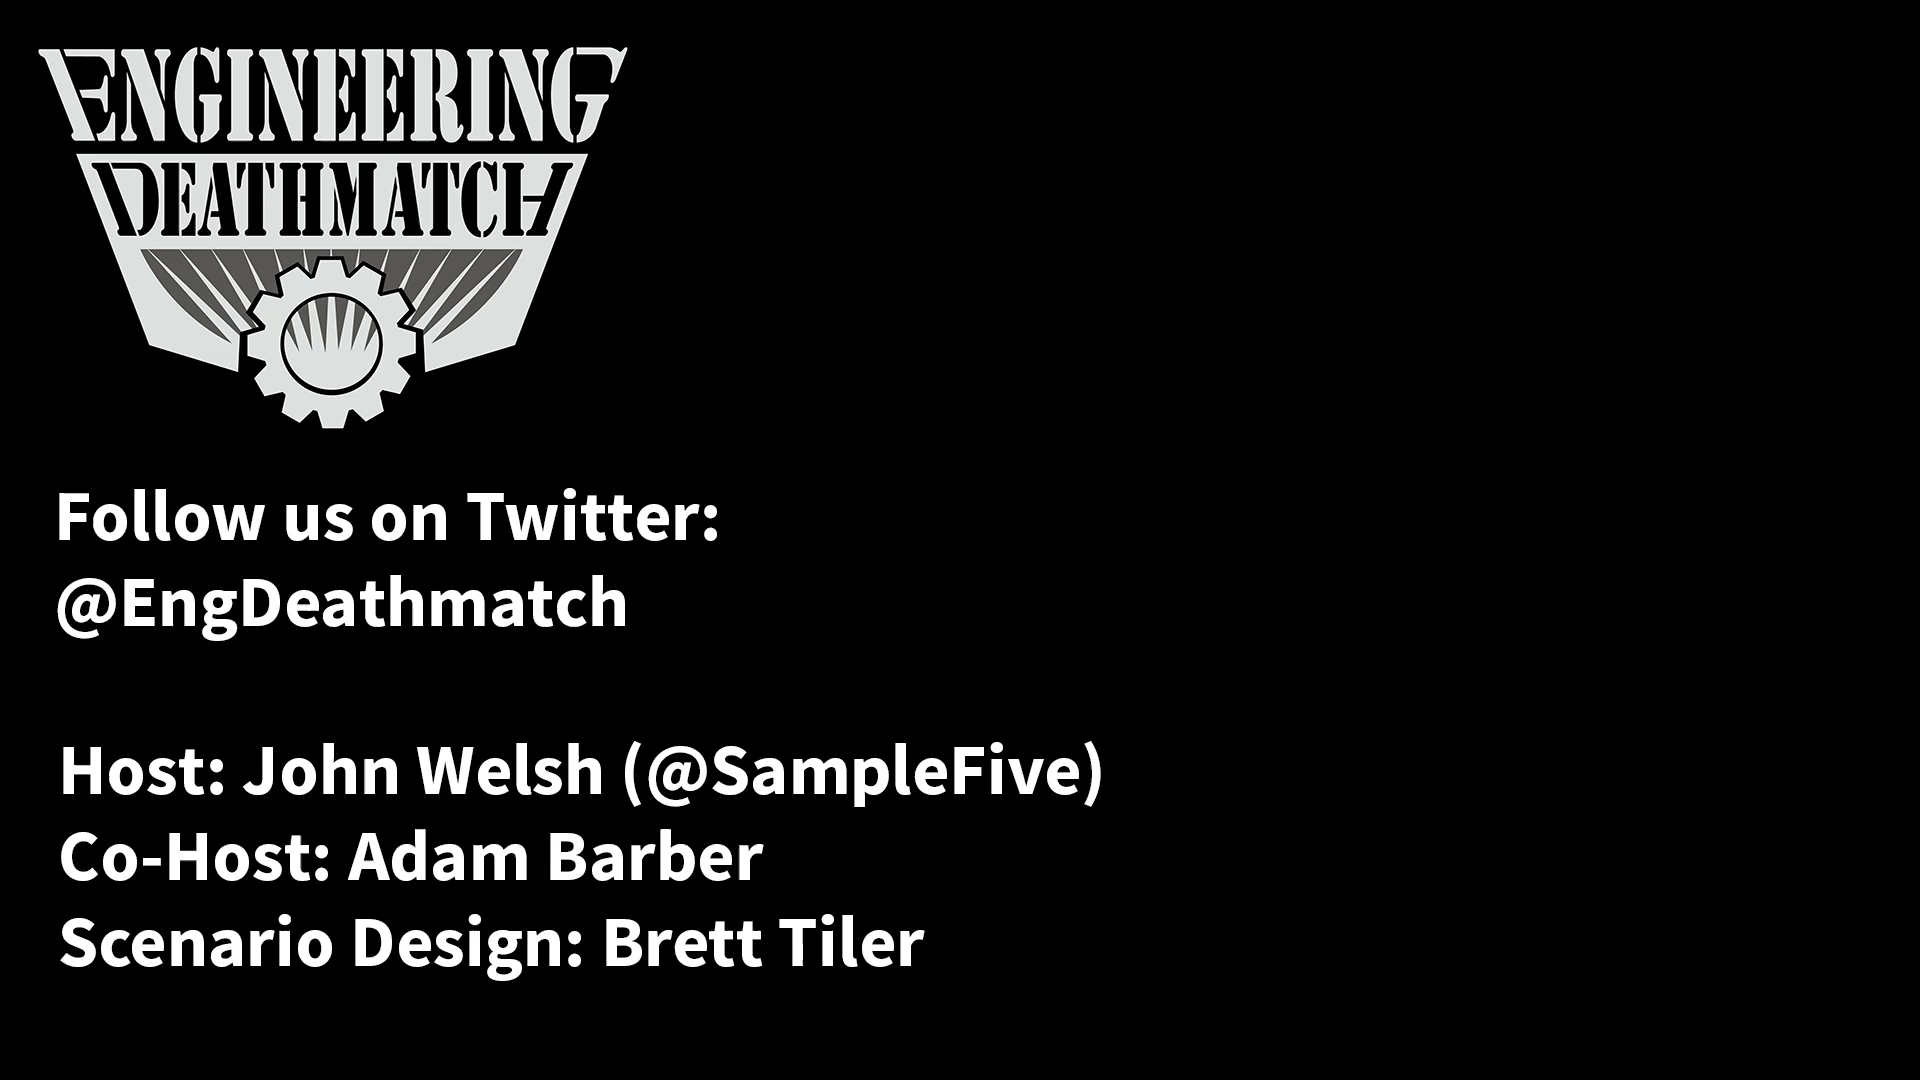 ENGINEERING
DEATHMATCH
Follow us on Twitter:
@EngDeathmatch
Host: John Welsh (@SampleFive)
Co-Host: Adam Barber
Scenario Design: Brett Tiler